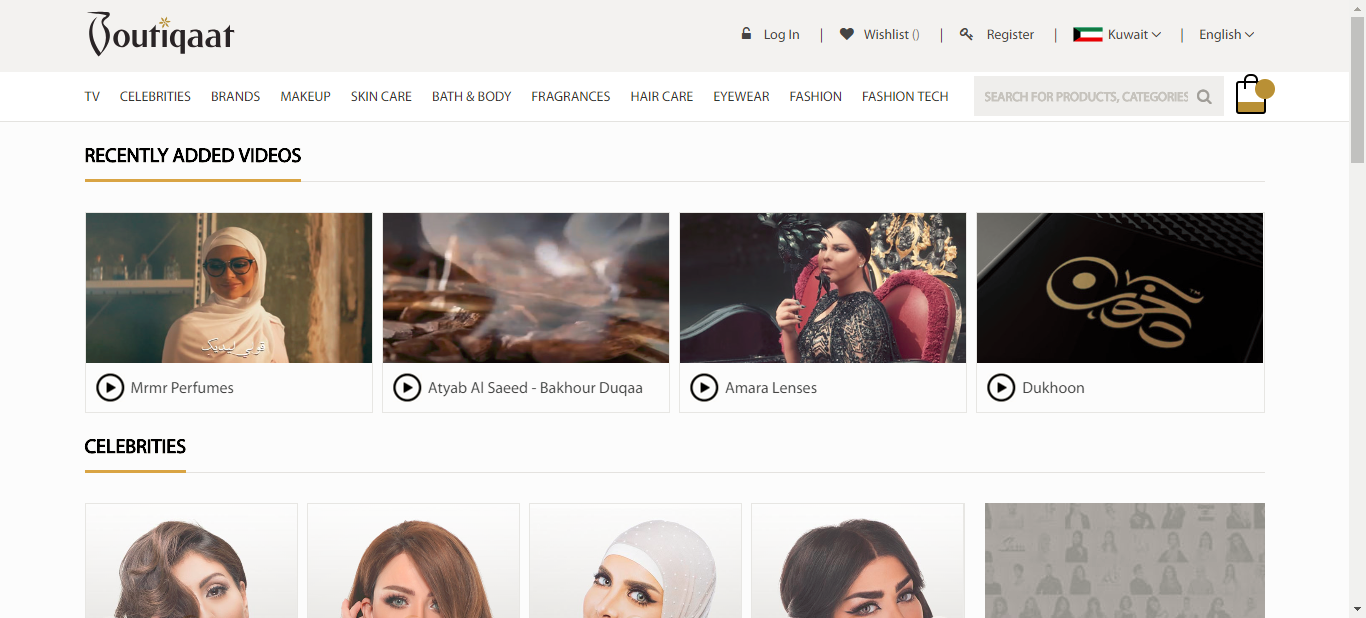 Boutiqaat
Log In | Wishlist () | Register | Kuwait | English
TV CELEBRITIES BRANDS MAKEUP SKIN CARE BATH & BODY FRAGRANCES HAIR CARE EYEWEAR FASHION FASHION TECH SEARCH FOR PRODUCTS, CATEGORIES
RECENTLY ADDED VIDEOS
Mrmr Perfumes Atyab Al Saeed - Bakhour Duqaa Amara Lenses Dukhoon
CELEBRITIES